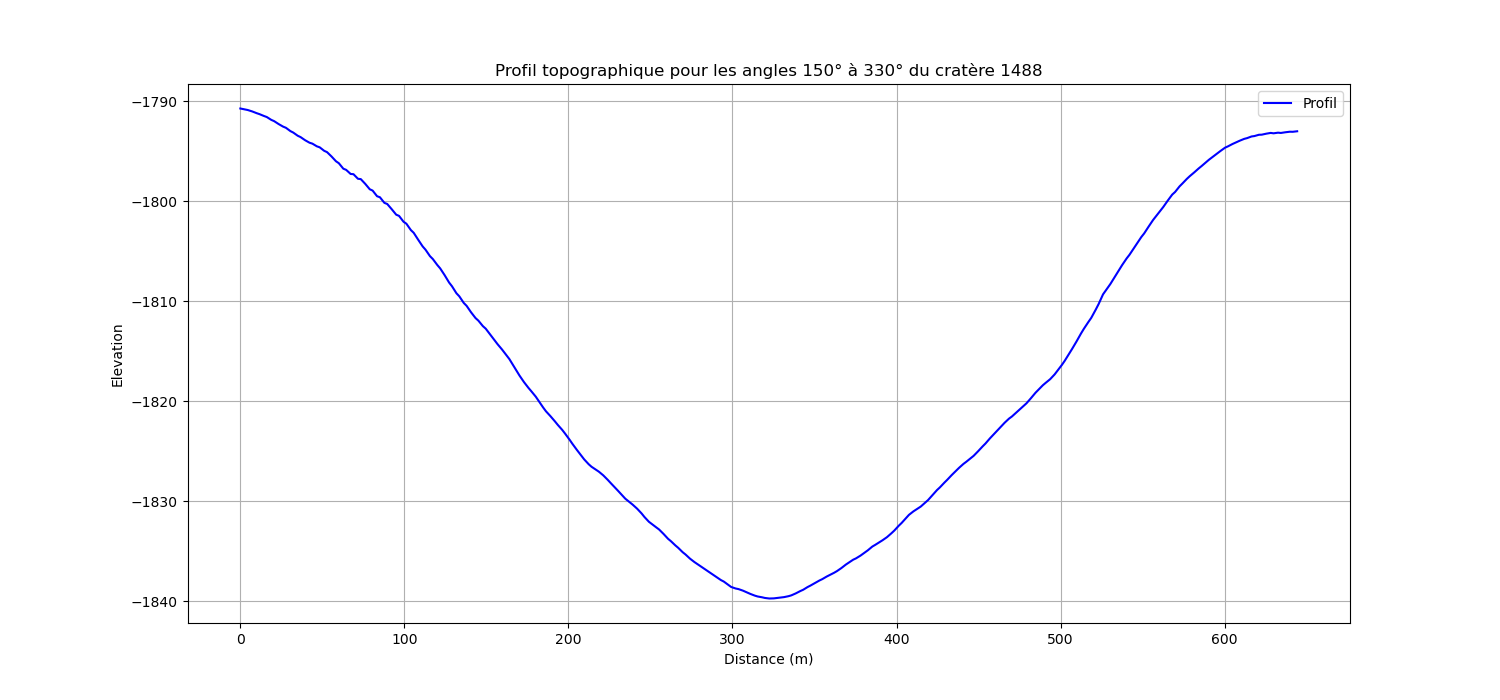 Profil topographique pour les angles 150° à 330° du cratère 1488
Profil
−1790
−1800
−1810
−1820
−1830
−1840
Elevation
0 100 200 300 400 500 600
Distance (m)